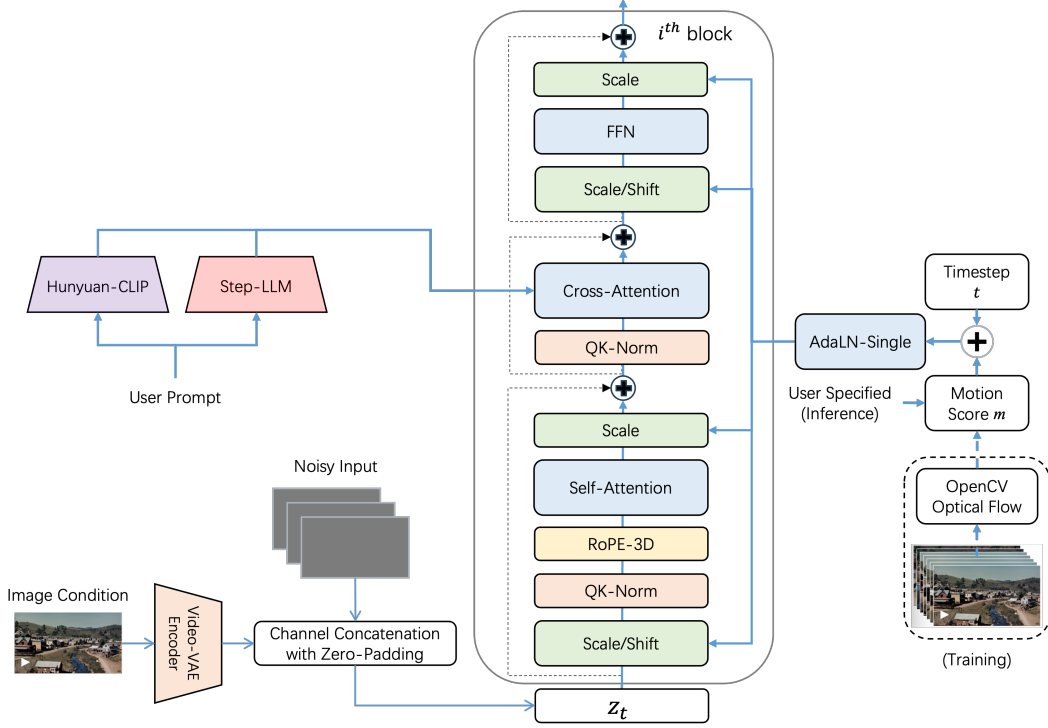 i^{th} block
Scale
FFN
Scale/Shift
Hunyuan-CLIP
Step-LLM
Cross-Attention
QK-Norm
User Prompt
Timestep
t
AdaLN-Single
User Specified
(Inference)
Motion
Score m
Scale
Self-Attention
RoPE-3D
QK-Norm
Scale/Shift
Noisy Input
OpenCV
Optical Flow
(Training)
Image Condition
Video-VAE
Encoder
Channel Concatenation
with Zero-Padding
z_t